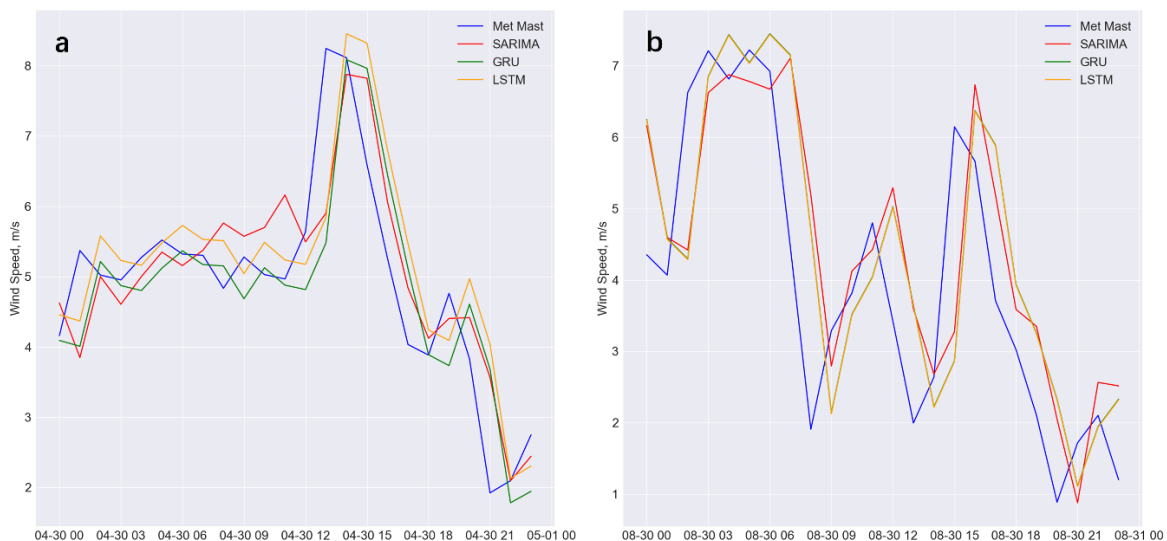 a
Met Mast
SARIMA
GRU
LSTM
Wind Speed, m/s
8
7
6
5
4
3
2
04-30 00 04-30 03 04-30 06 04-30 09 04-30 12 04-30 15 04-30 18 04-30 21 05-01 00
b
Met Mast
SARIMA
GRU
LSTM
Wind Speed, m/s
7
6
5
4
3
2
1
08-30 00 08-30 03 08-30 06 08-30 09 08-30 12 08-30 15 08-30 18 08-30 21 08-31 00